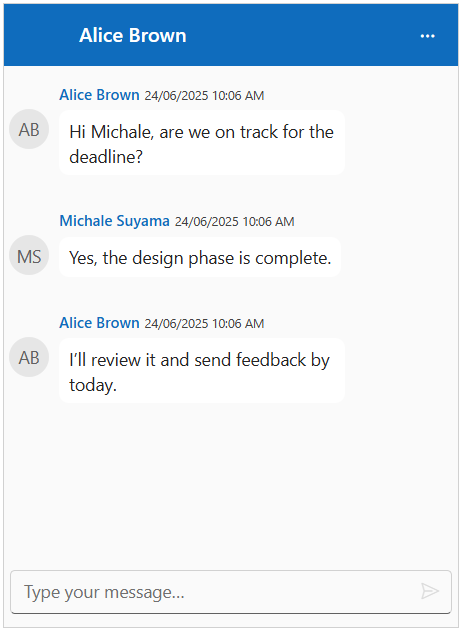 Alice Brown
Alice Brown 24/06/2025 10:06 AM
AB
Hi Michale, are we on track for the
deadline?
Michale Suyama 24/06/2025 10:06 AM
MS
Yes, the design phase is complete.
Alice Brown 24/06/2025 10:06 AM
AB
I’ll review it and send feedback by
today.
Type your message…